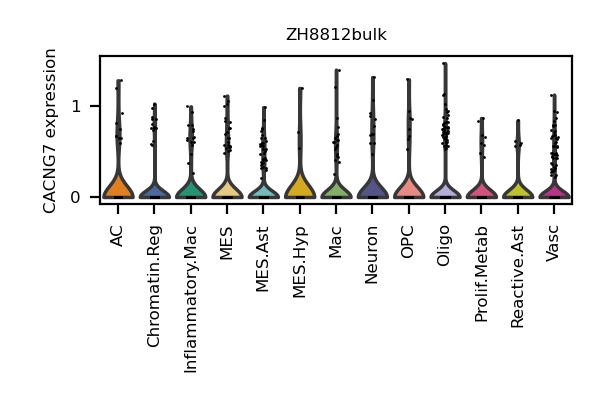 ZH8812bulk
CACNG7 expression
1
0
AC
Chromatin.Reg
Inflammatory.Mac
MES
MES.Ast
MES.Hyp
Mac
Neuron
OPC
Oligo
Prolif.Metab
Reactive.Ast
Vasc